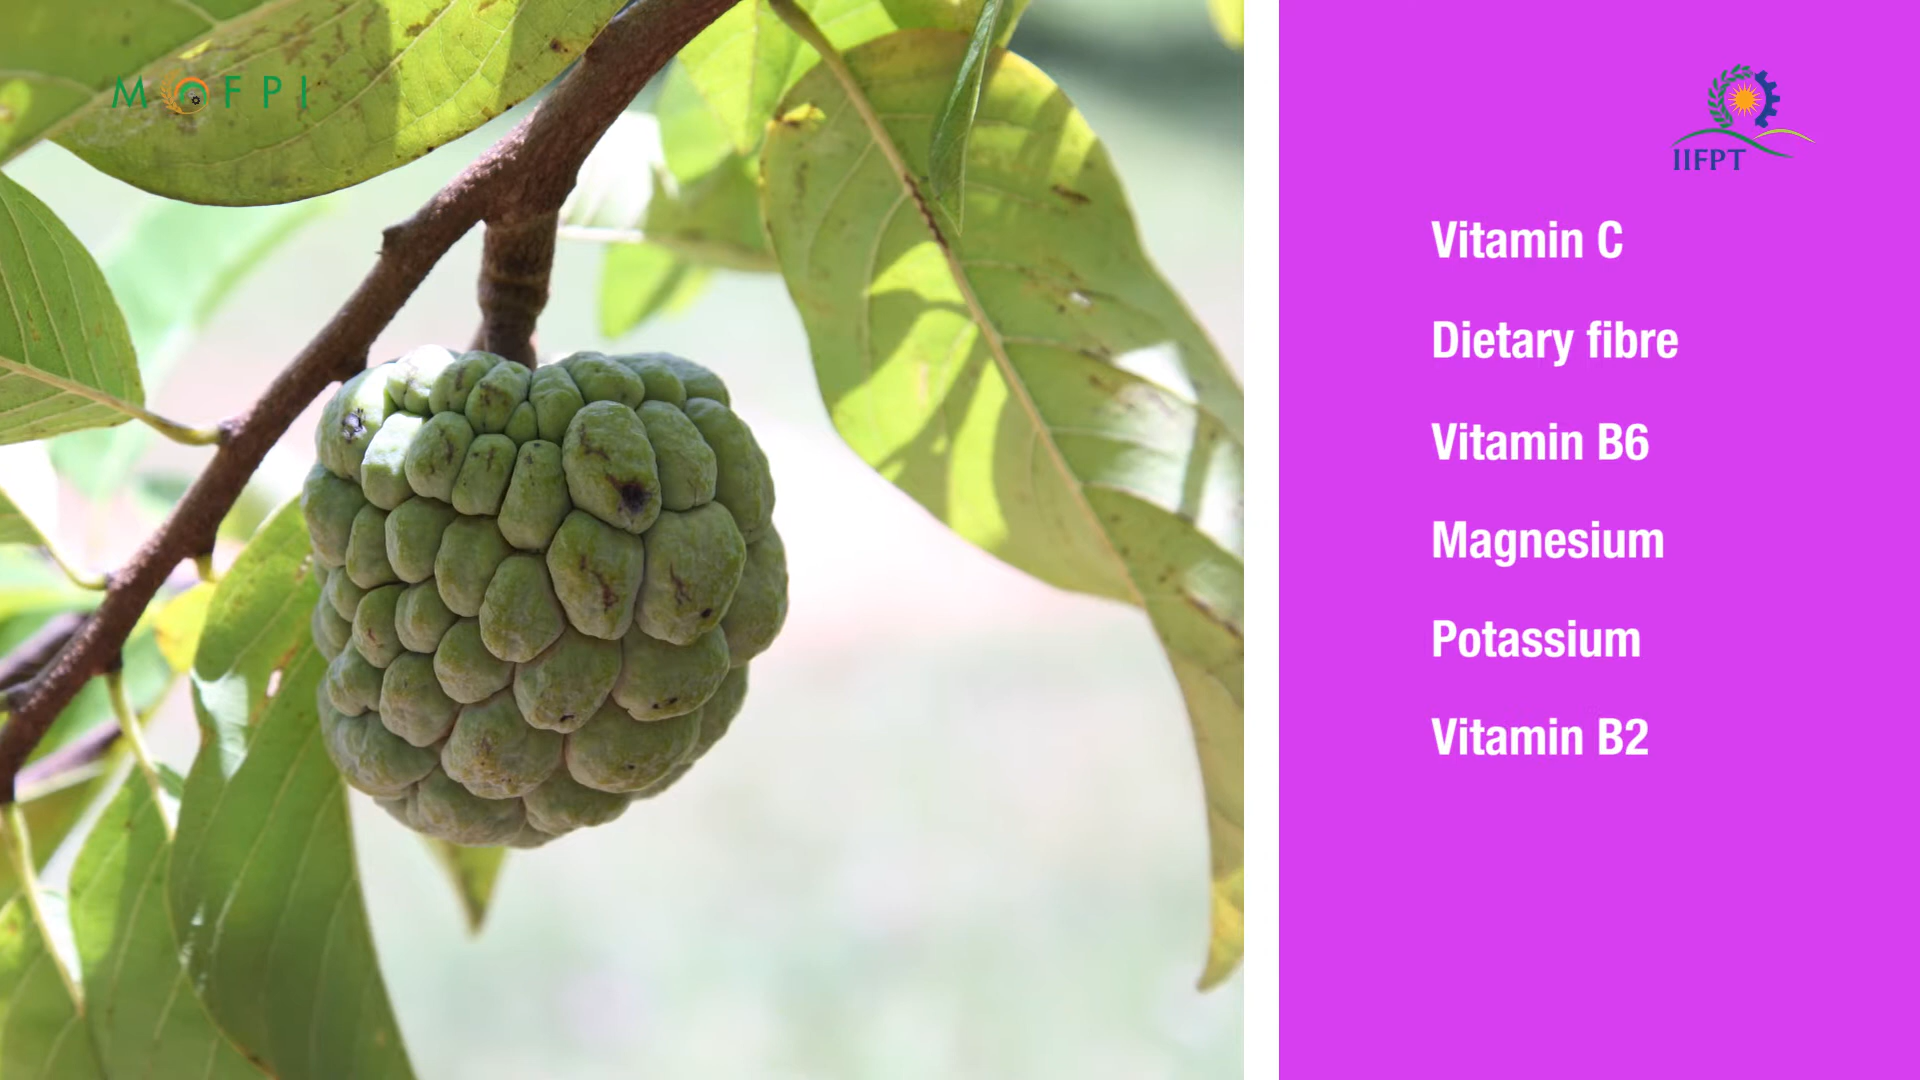 MOFPI
IIFPT
Vitamin C
Dietary fibre
Vitamin B6
Magnesium
Potassium
Vitamin B2